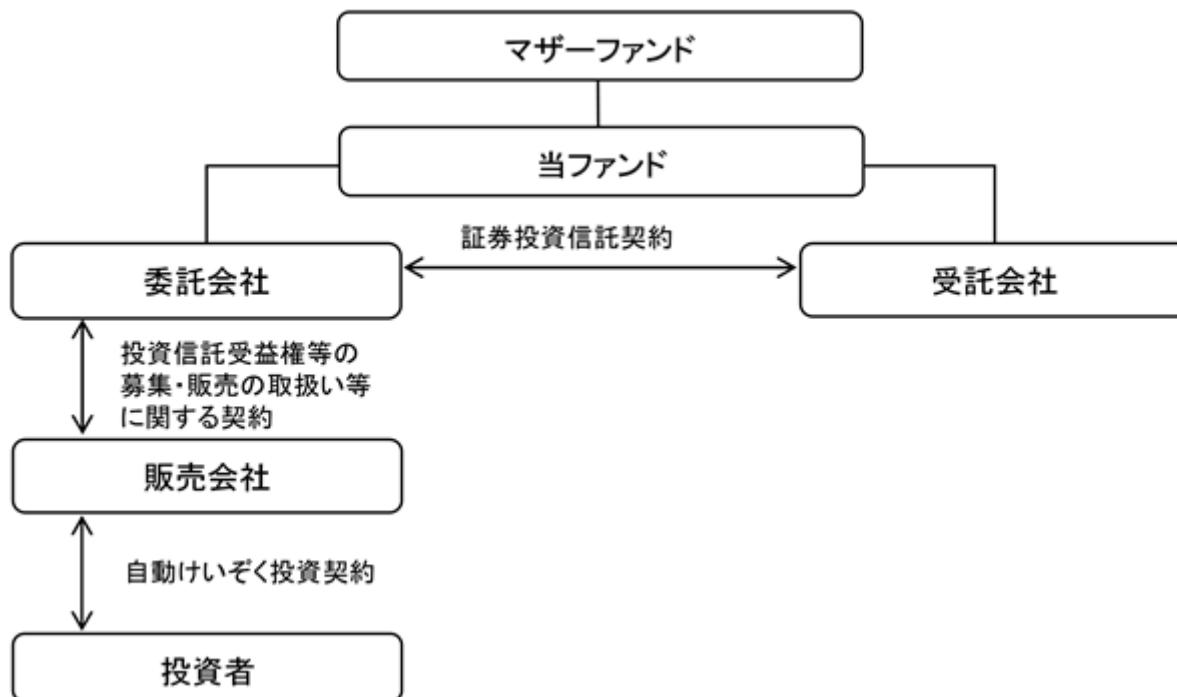 マザーファンド
当ファンド
証券投資信託契約
委託会社
受託会社
投資信託受益権等の
募集・販売の取扱い等
に関する契約
販売会社
自動けいぞく投資契約
投資者